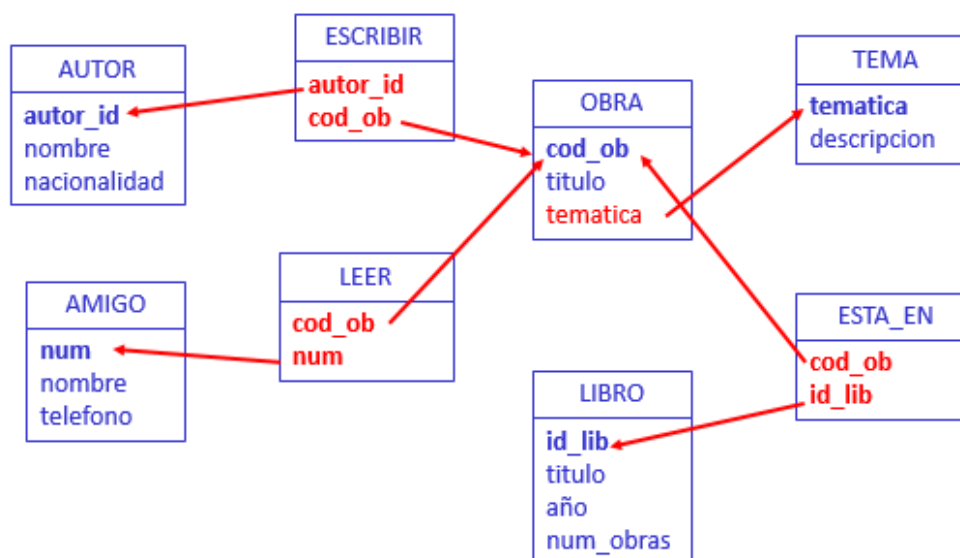 AUTOR
autor_id
nombre
nacionalidad
ESCRIBIR
autor_id
cod_ob
OBRA
cod_ob
titulo
tematica
TEMA
tematica
descripcion
AMIGO
num
nombre
telefono
LEER
cod_ob
num
LIBRO
id_lib
titulo
año
num_obras
ESTA_EN
cod_ob
id_lib